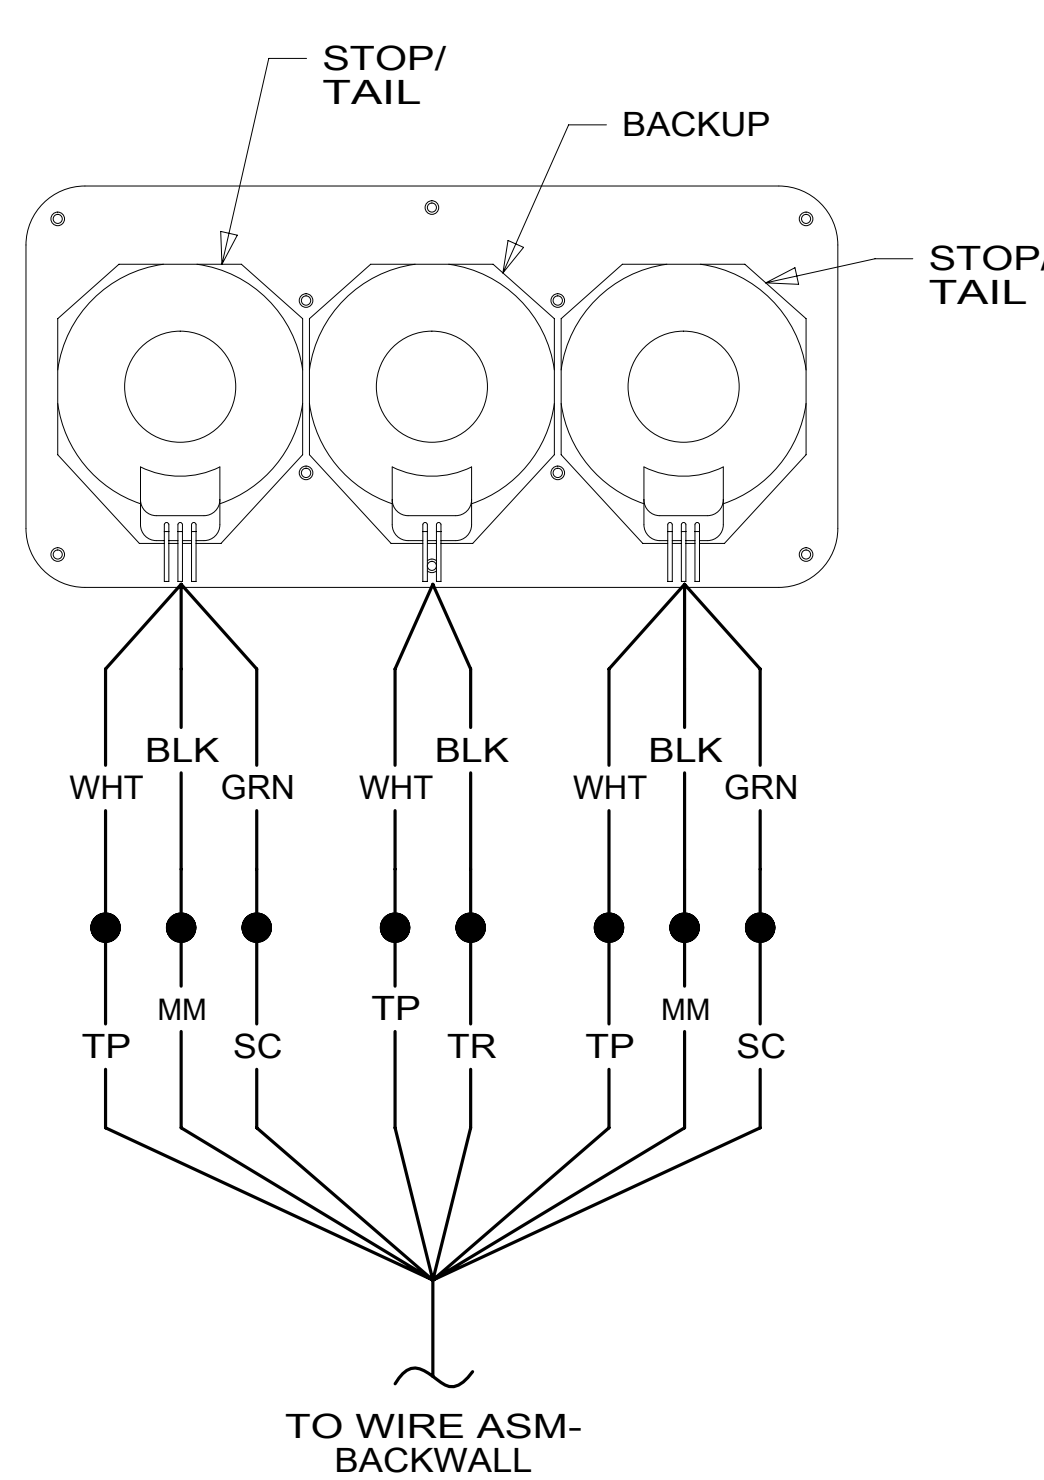 STOP/
TAIL
BACKUP
STOP/
TAIL
BLK
BLK
BLK
WHT
GRN
WHT
WHT
GRN
MM
TP
MM
TP
SC
TR
TP
SC
TO WIRE ASM-
BACKWALL